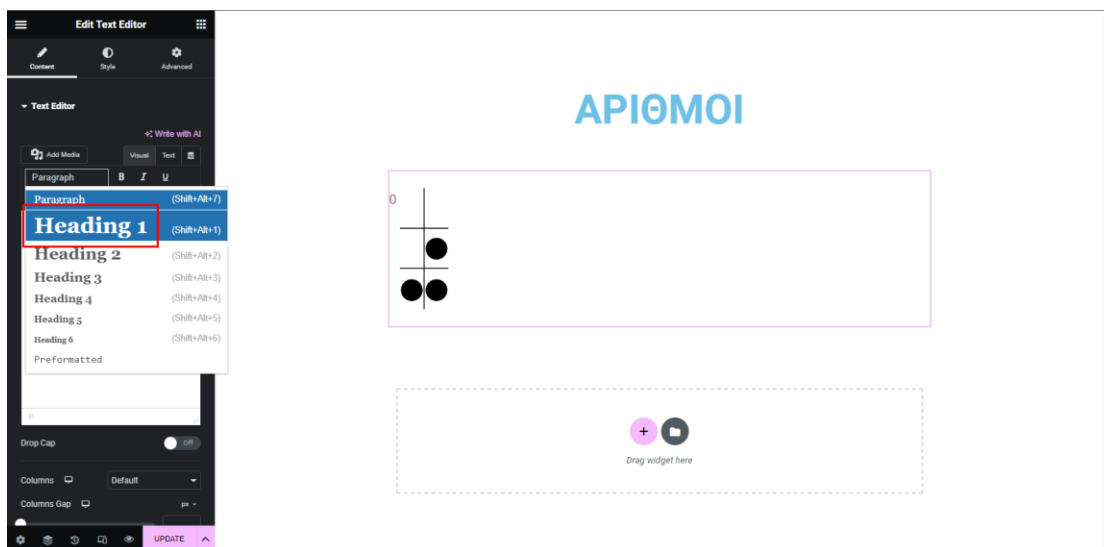 Edit Text Editor
Content Style Advanced
Text Editor
Write with AI
Add Media Visual Text
Paragraph B I U
Paragraph (Shift+Alt+7)
Heading 1 (Shift+Alt+1)
Heading 2 (Shift+Alt+2)
Heading 3 (Shift+Alt+3)
Heading 4 (Shift+Alt+4)
Heading 5 (Shift+Alt+5)
Heading 6 (Shift+Alt+6)
Preformatted
P
Drop Cap Off
Columns Default
Columns Gap px
UPDATE
ΑΡΙΘΜΟΙ
0
Drag widget here